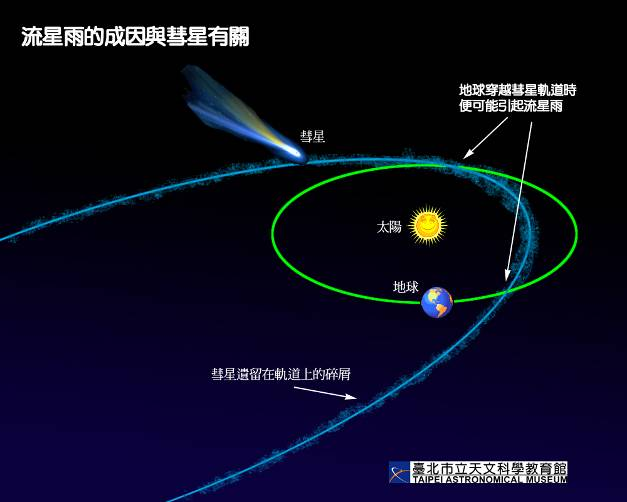 流星雨的成因與彗星有關
地球穿越彗星軌道時
便可能引起流星雨
彗星
太陽
地球
彗星遺留在軌道上的碎屑
臺北市立天文科學教育館
TAIPEI ASTRONOMICAL MUSEUM